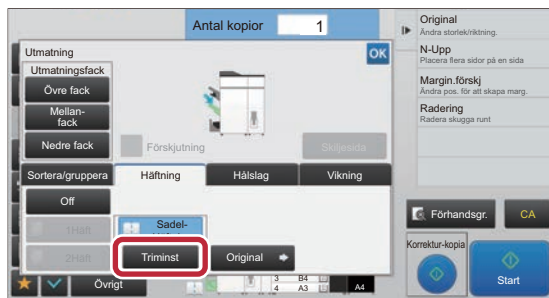 Antal kopior 1
Utmatning
OK
Utmatningsfack
Övre fack
Mellan-
fack
Nedre fack
Förskjutning
Skiljesida
Sortera/gruppera
Häftning
Hålslag
Vikning
Off
1Häft
2Häft
Sadel-
Triminst
Original
Övrigt
3 B4
4 A3
A4
Original
Ändra storlek/riktning.
N-Upp
Placera flera sidor på en sida
Margin.förskj
Ändra pos. för att skapa marg.
Radering
Radera skugga runt
Förhandsgr.
CA
Korrektur-kopia
Start